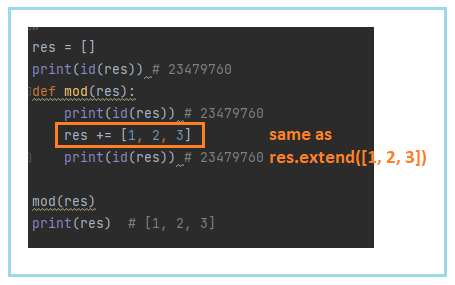 res = []
print(id(res)) # 23479760
def mod(res):
    print(id(res)) # 23479760
    res += [1, 2, 3]
same as
    print(id(res)) # 23479760
res.extend([1, 2, 3])
mod(res)
print(res)  # [1, 2, 3]